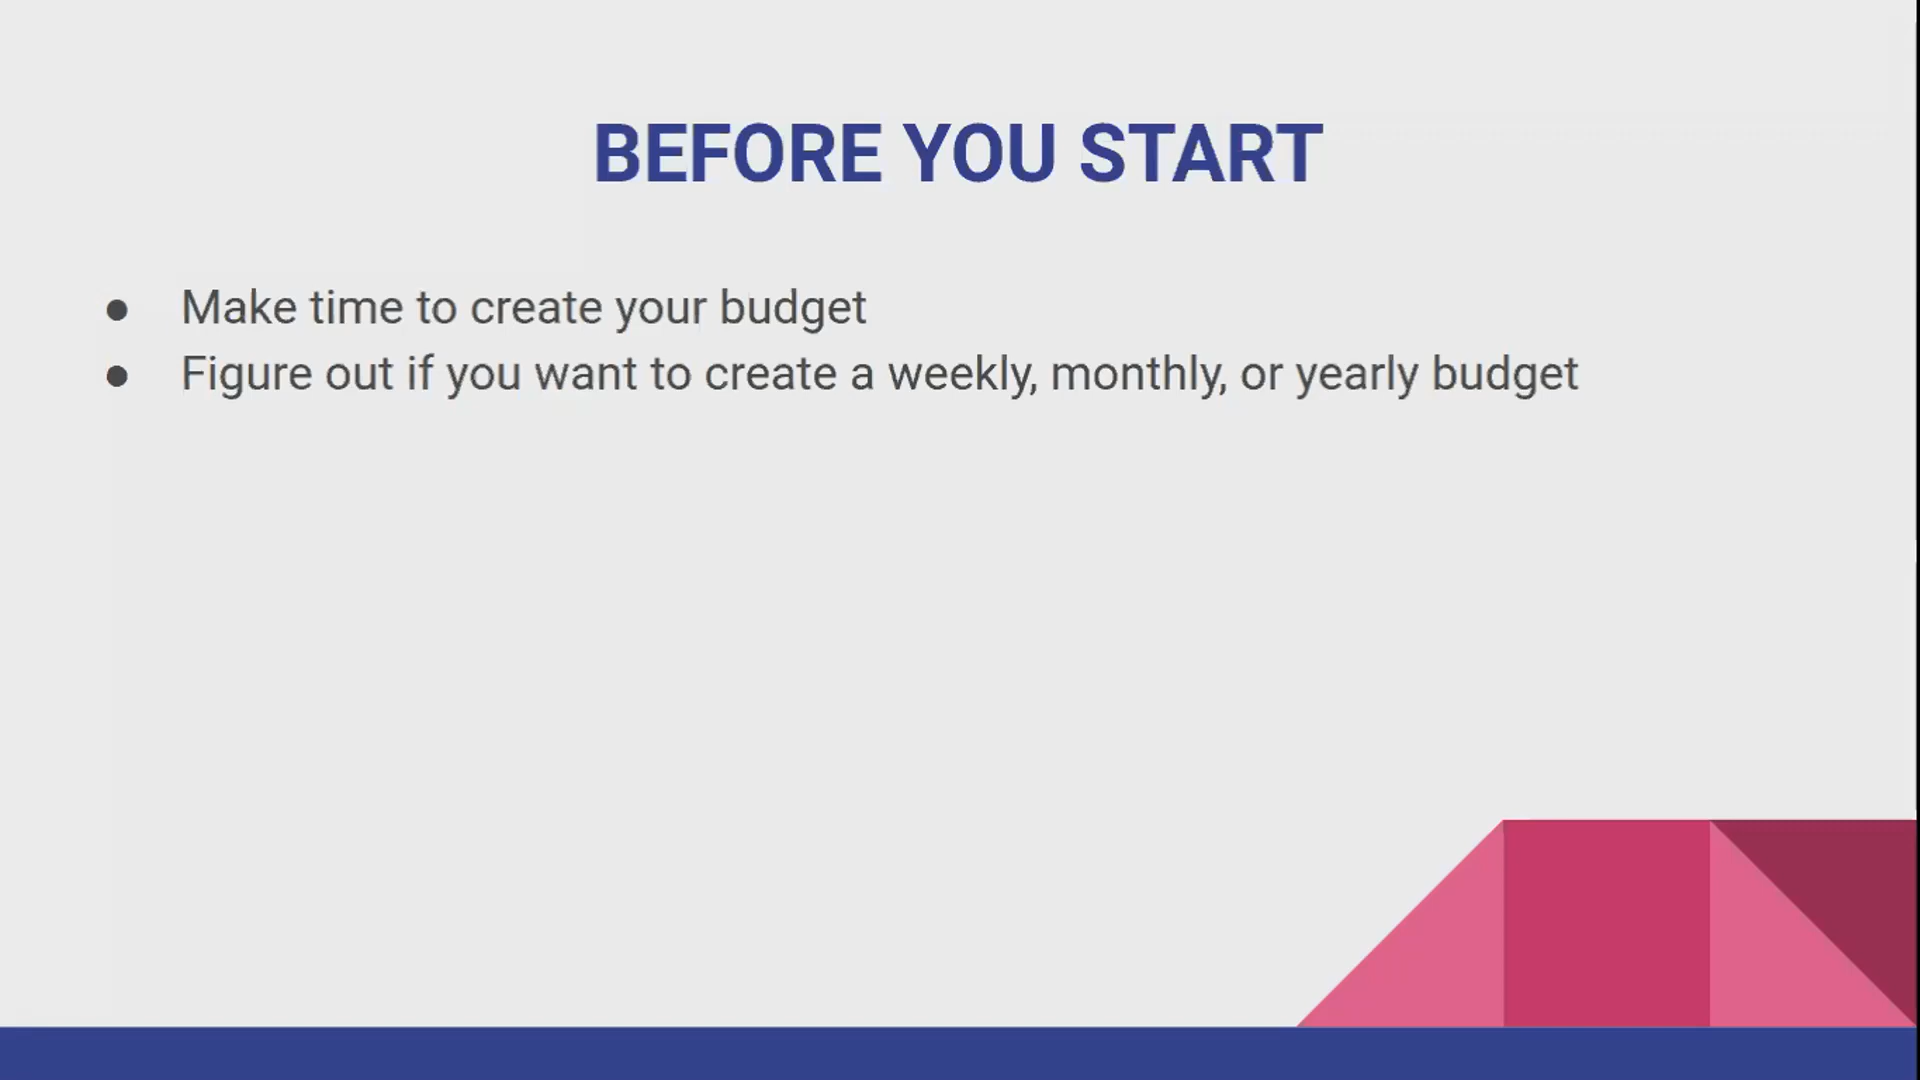 BEFORE YOU START
● Make time to create your budget
● Figure out if you want to create a weekly, monthly, or yearly budget